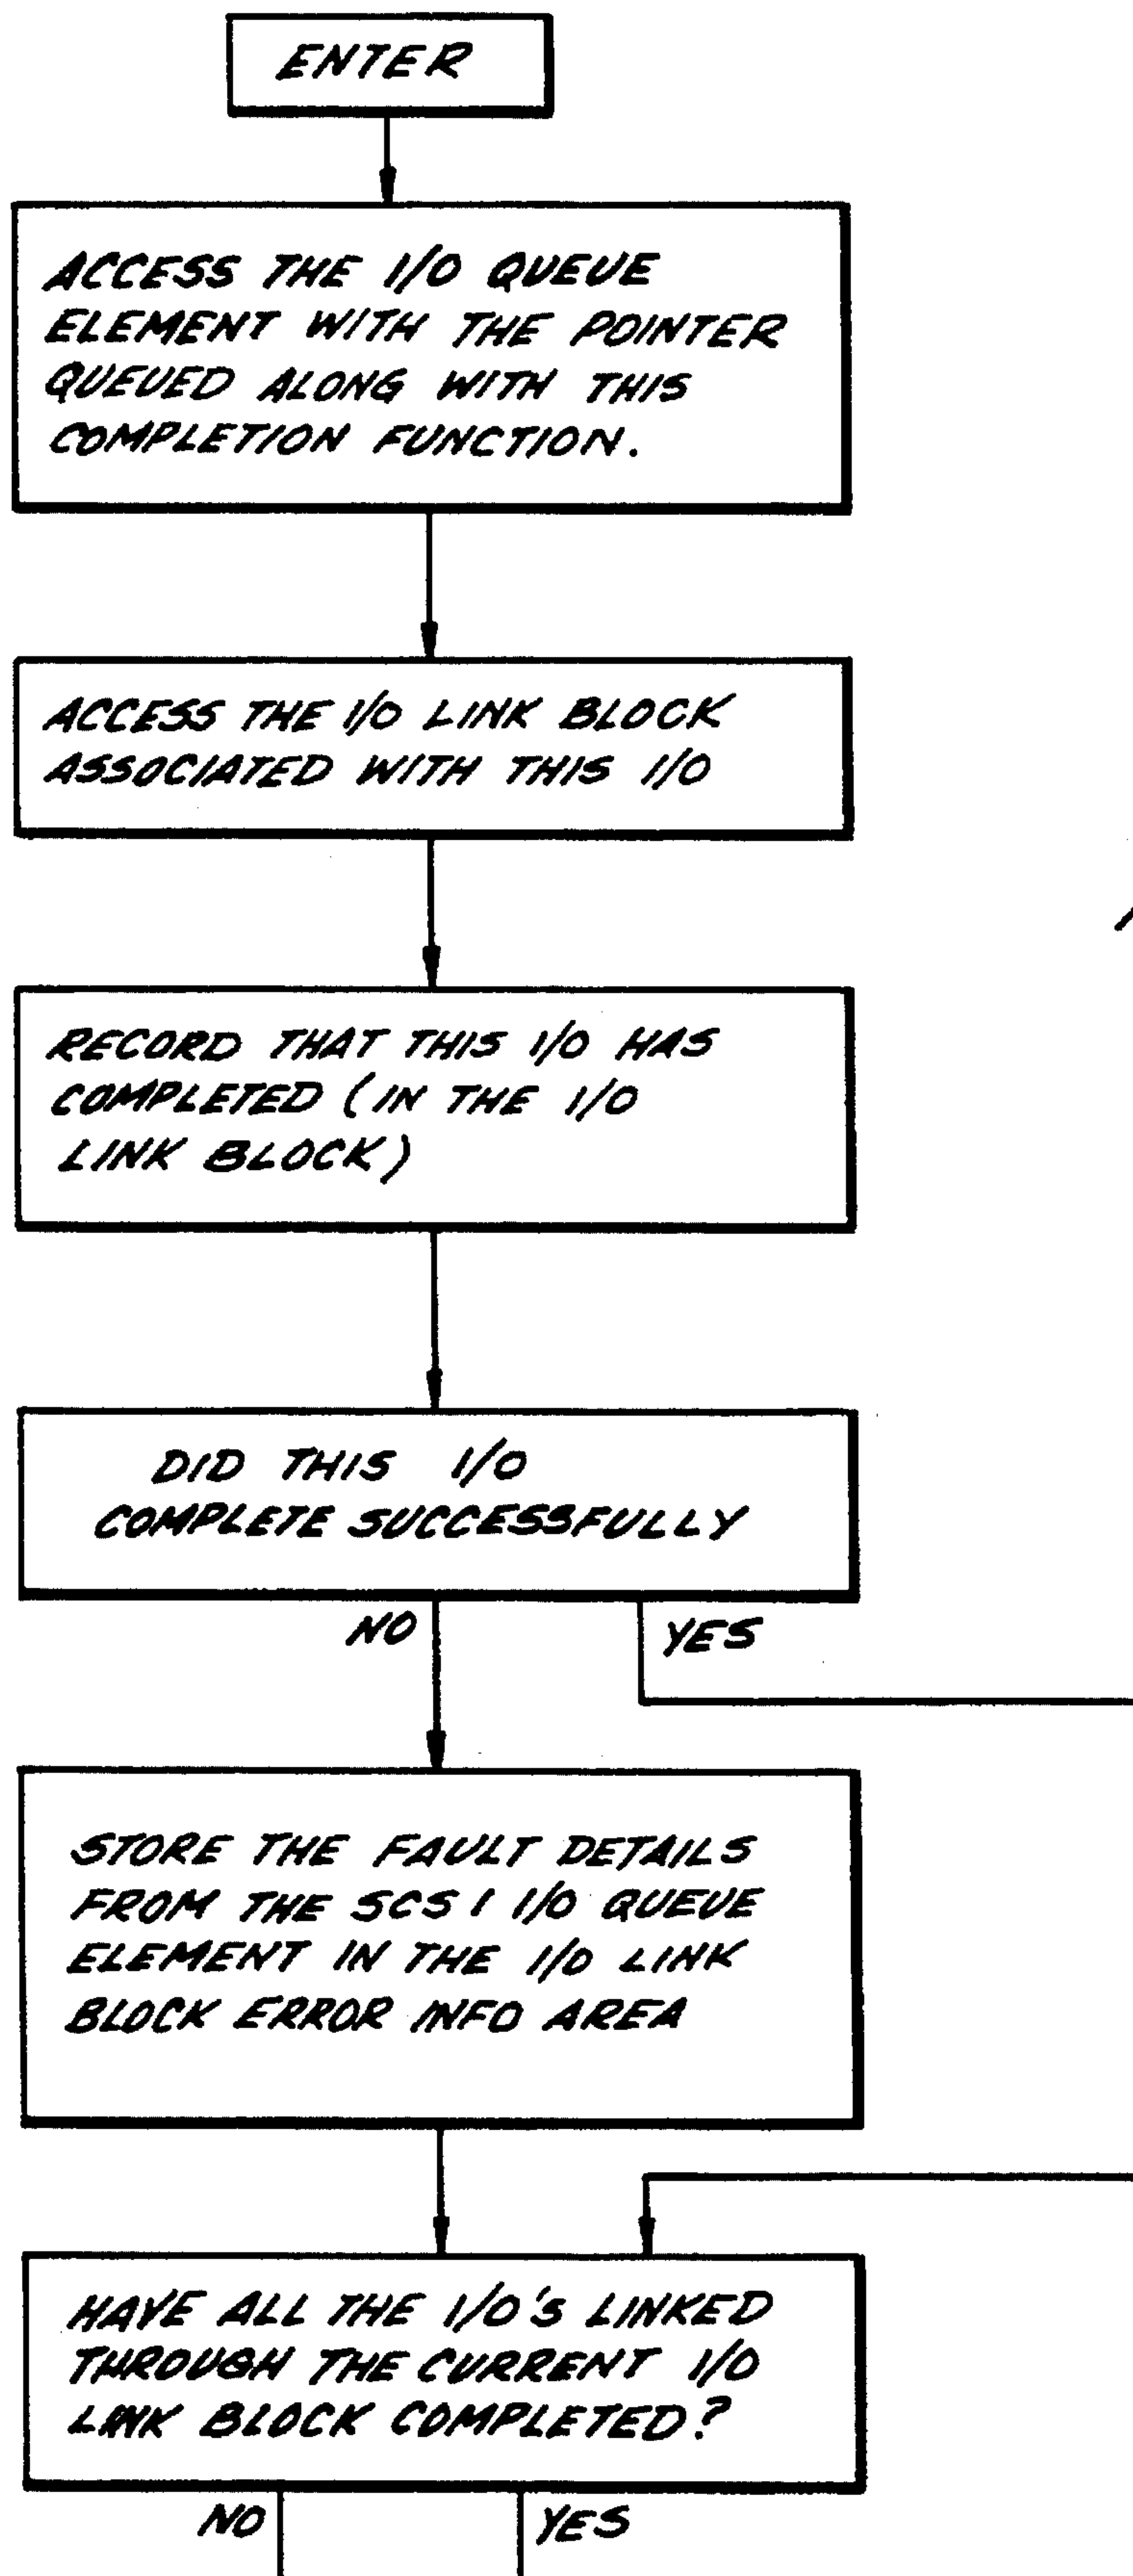 ENTER
ACCESS THE I/O QUEUE
ELEMENT WITH THE POINTER
QUEUED ALONG WITH THIS
COMPLETION FUNCTION.
ACCESS THE I/O LINK BLOCK
ASSOCIATED WITH THIS I/O
RECORD THAT THIS I/O HAS
COMPLETED (IN THE I/O
LINK BLOCK)
DID THIS I/O
COMPLETE SUCCESSFULLY
NO YES
STORE THE FAULT DETAILS
FROM THE SCSI I/O QUEUE
ELEMENT IN THE I/O LINK
BLOCK ERROR INFO AREA
HAVE ALL THE I/O'S LINKED
THROUGH THE CURRENT I/O
LINK BLOCK COMPLETED?
NO YES